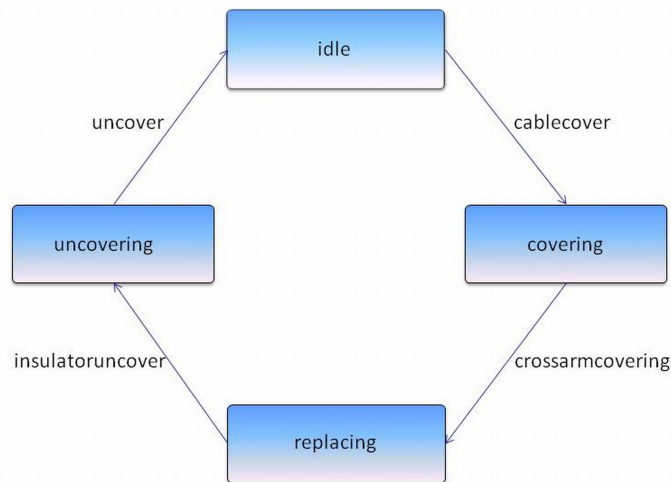 idle
uncover
cablecover
uncovering
covering
insulatoruncover
crossarmcovering
replacing